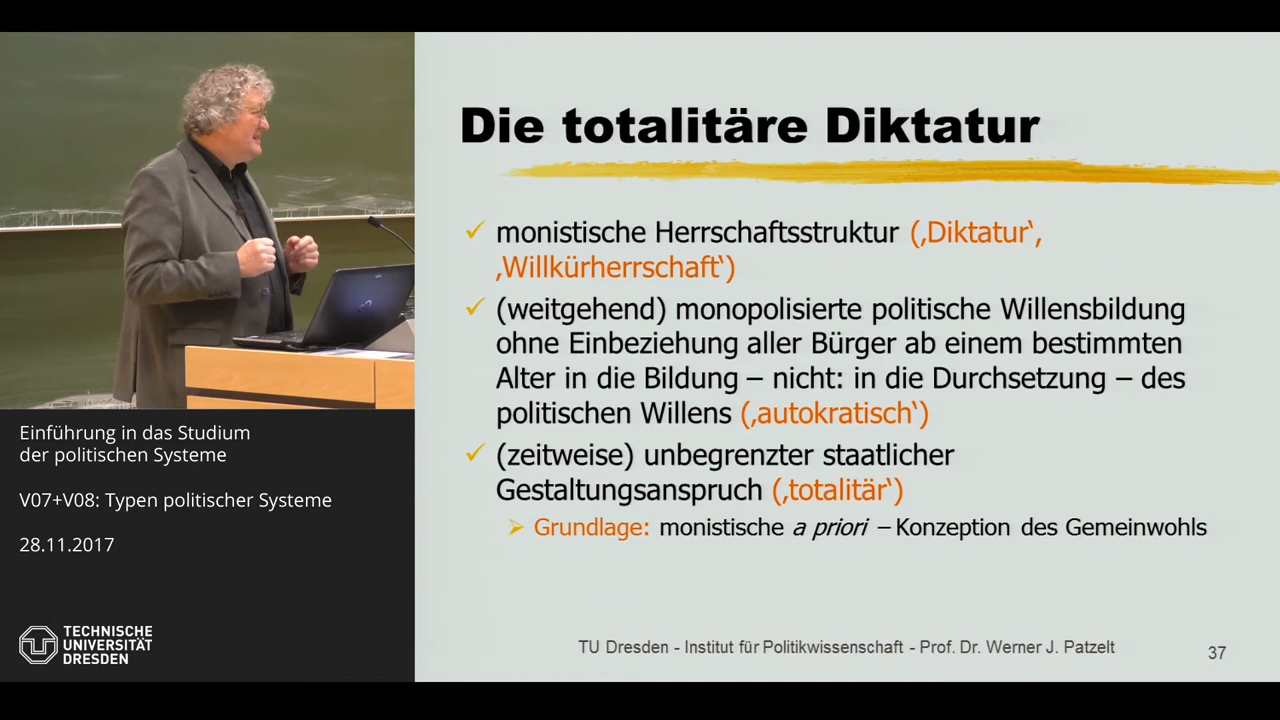 Die totalitäre Diktatur
monistische Herrschaftsstruktur (‚Diktatur‘,
‚Willkürherrschaft‘)
(weitgehend) monopolisierte politische Willensbildung
ohne Einbeziehung aller Bürger ab einem bestimmten
Alter in die Bildung – nicht: in die Durchsetzung – des
politischen Willens (‚autokratisch‘)
(zeitweise) unbegrenzter staatlicher
Gestaltungsanspruch (‚totalitär‘)
Grundlage: monistische a priori – Konzeption des Gemeinwohls
TU Dresden - Institut für Politikwissenschaft - Prof. Dr. Werner J. Patzelt
37
Einführung in das Studium
der politischen Systeme
V07+V08: Typen politischer Systeme
28.11.2017
TECHNISCHE
UNIVERSITÄT
DRESDEN